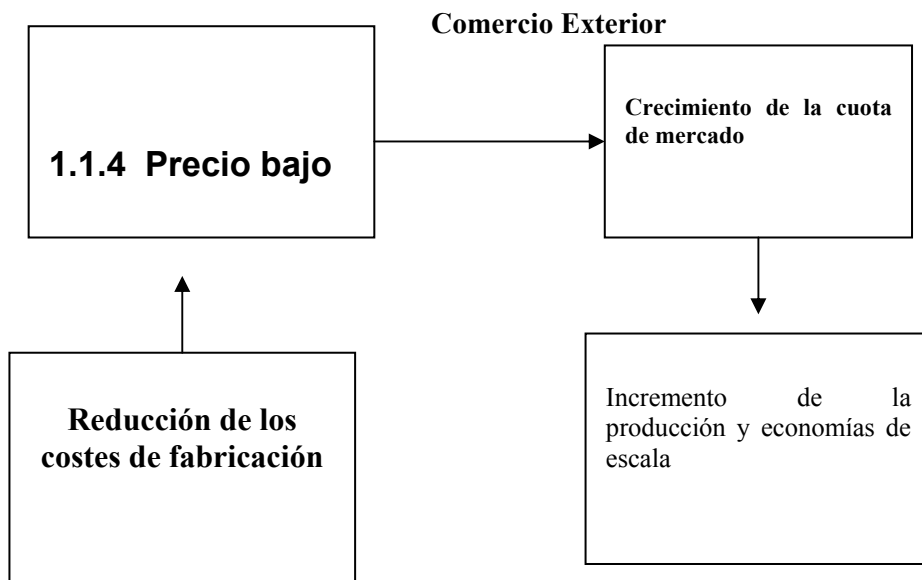 Comercio Exterior
1.1.4 Precio bajo
Crecimiento de la cuota
de mercado
Reducción de los
costes de fabricación
Incremento de la
producción y economías de
escala